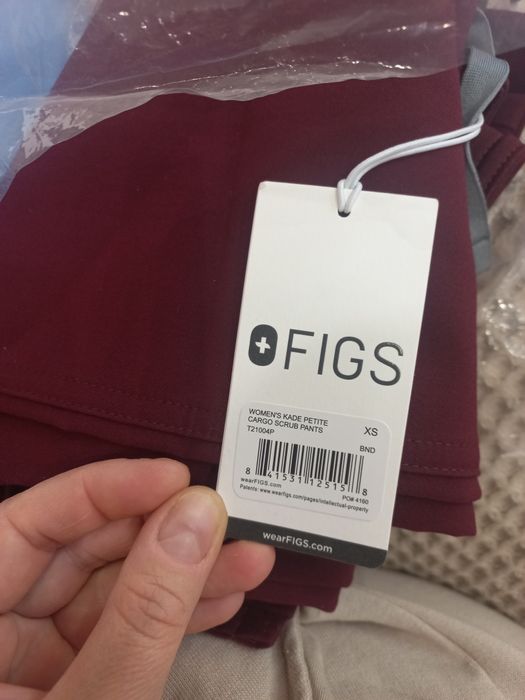 FIGS
WOMEN'S KADE PETITE
CARGO SCRUB PANTS
T21004P
XS
BND
8 41531 12515 8
wearFIGS.com
PO# 4160
Patents: www.wearfigs.com/pages/intellectual-property
wearFIGS.com